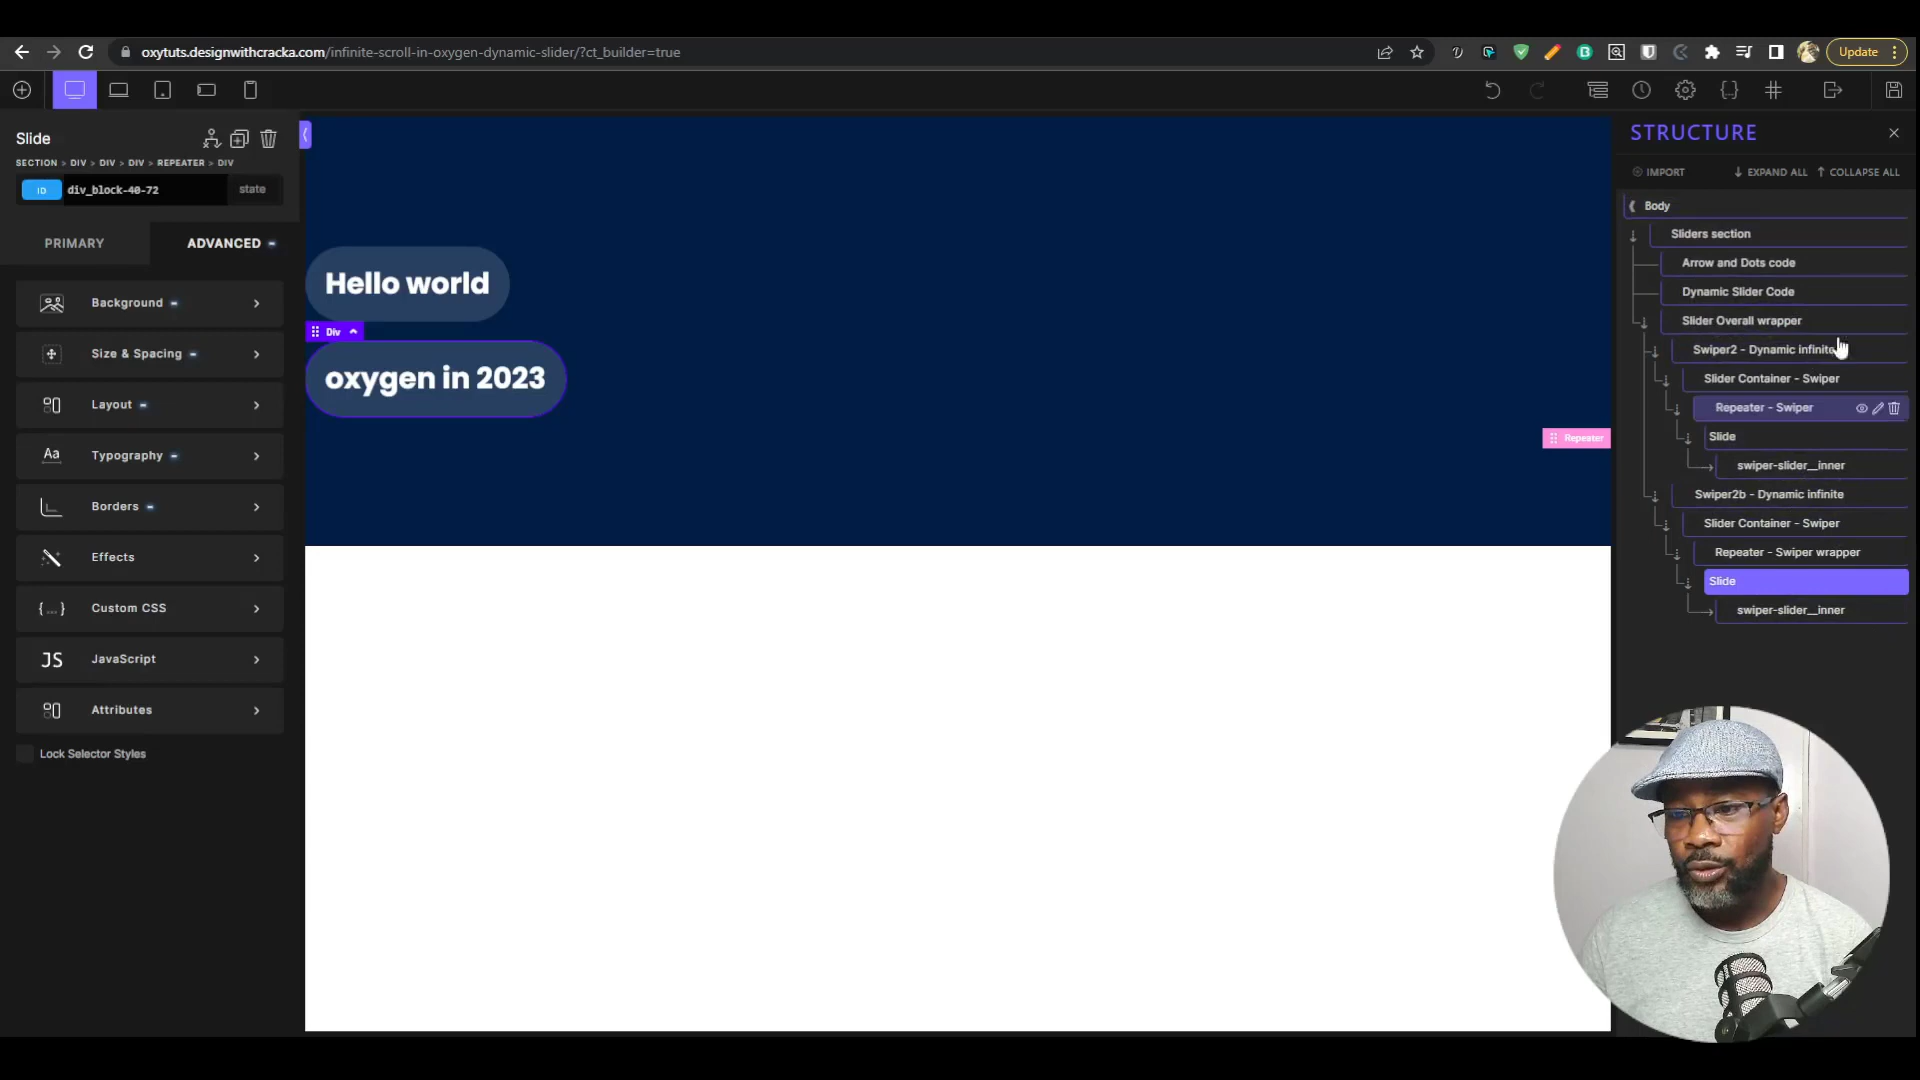 oxytuts.designwithcracka.com/infinite-scroll-in-oxygen-dynamic-slider/?ct_builder=true
Update
Slide
SECTION > DIV > DIV > DIV > REPEATER > DIV
ID
div_block-40-72
state
PRIMARY
ADVANCED
Background
Size & Spacing
Layout
Aa
Typography
Borders
Effects
{...}
Custom CSS
JS
JavaScript
Attributes
Lock Selector Styles
Hello world
Div
oxygen in 2023
Repeater
STRUCTURE
IMPORT
EXPAND ALL
COLLAPSE ALL
Body
Sliders section
Arrow and Dots code
Dynamic Slider Code
Slider Overall wrapper
Swiper2 - Dynamic infinite
Slider Container - Swiper
Repeater - Swiper
Slide
swiper-slider__inner
Swiper2b - Dynamic infinite
Slider Container - Swiper
Repeater - Swiper wrapper
Slide
swiper-slider__inner